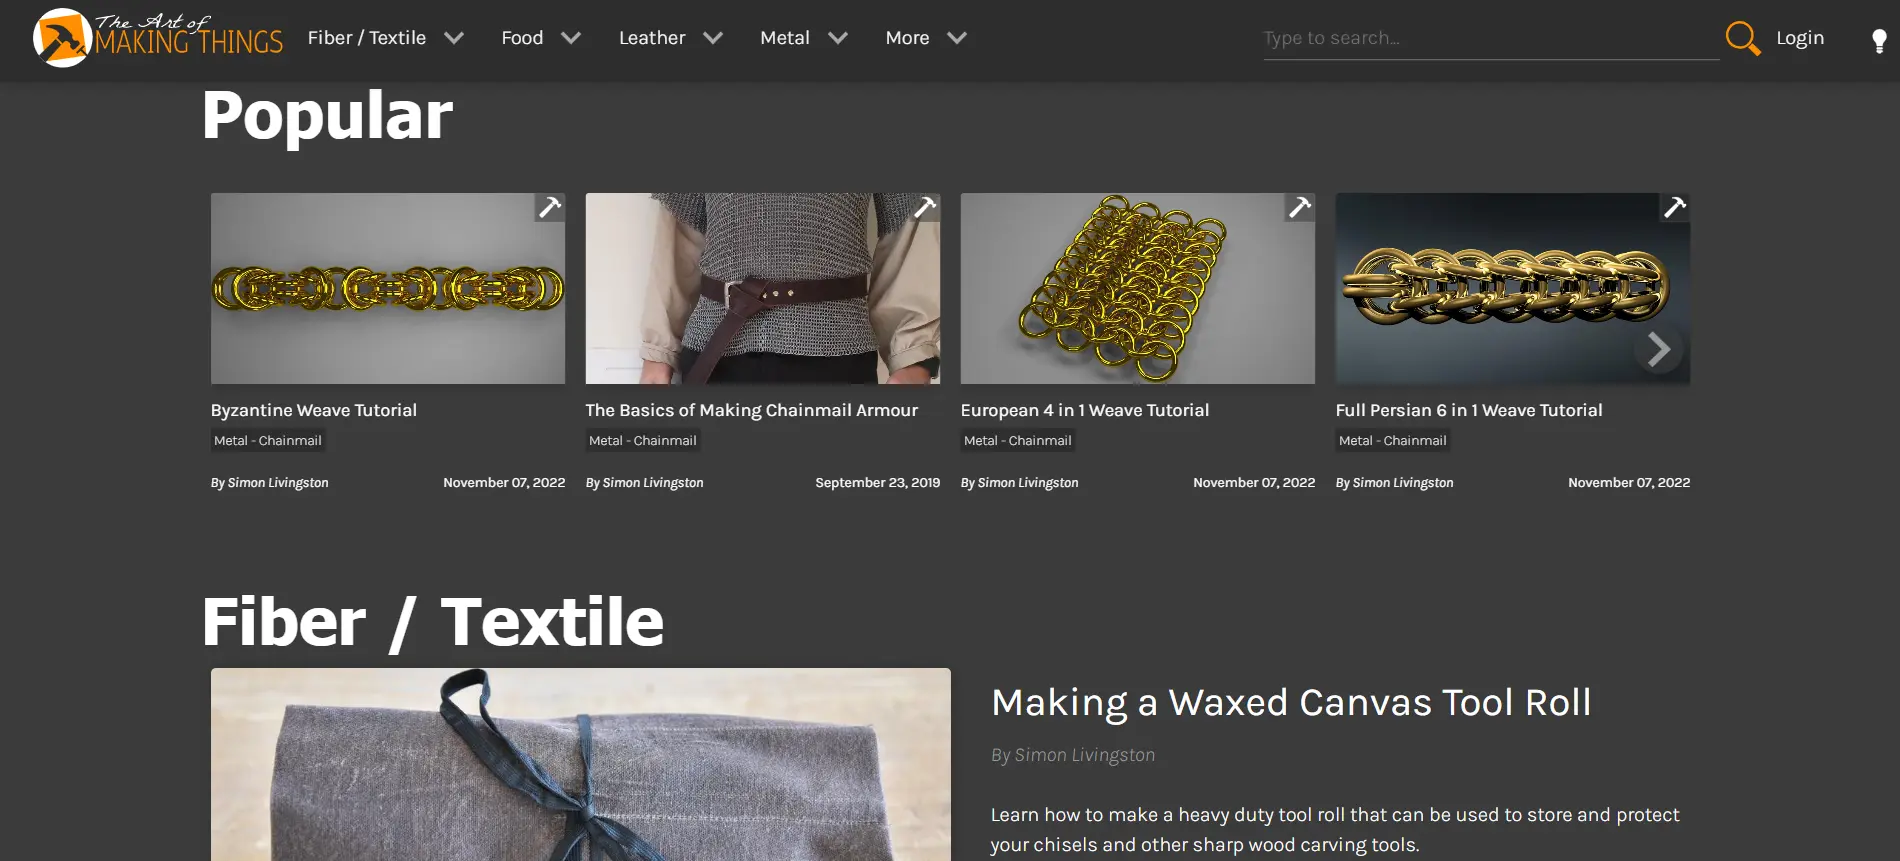 The Art of
MAKING THINGS
Fiber / Textile
Food
Leather
Metal
More
Type to search...
Login
Popular
Byzantine Weave Tutorial
Metal - Chainmail
By Simon Livingston
November 07, 2022
The Basics of Making Chainmail Armour
Metal - Chainmail
By Simon Livingston
September 23, 2019
European 4 in 1 Weave Tutorial
Metal - Chainmail
By Simon Livingston
November 07, 2022
Full Persian 6 in 1 Weave Tutorial
Metal - Chainmail
By Simon Livingston
November 07, 2022
Fiber / Textile
Making a Waxed Canvas Tool Roll
By Simon Livingston
Learn how to make a heavy duty tool roll that can be used to store and protect
your chisels and other sharp wood carving tools.